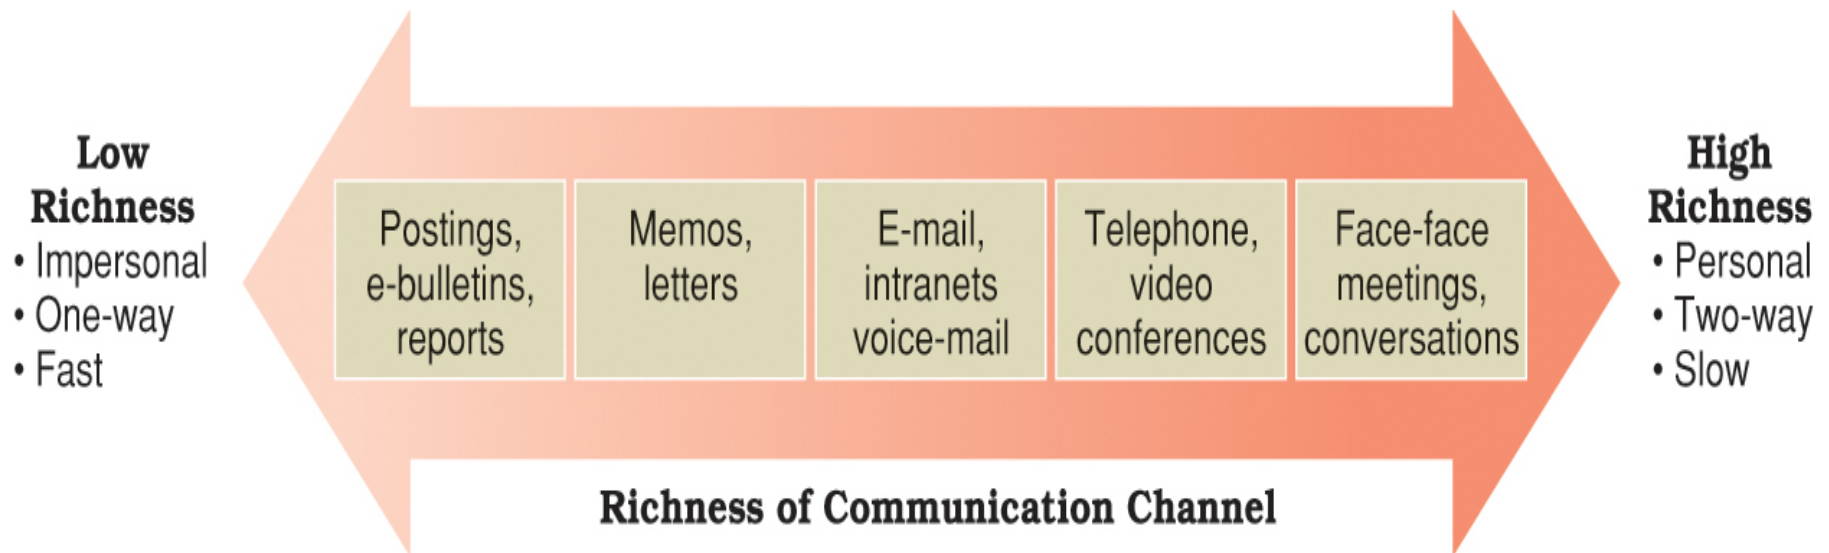 Low
Richness
• Impersonal
• One-way
• Fast
Postings,
e-bulletins,
reports
Memos,
letters
E-mail,
intranets
voice-mail
Telephone,
video
conferences
Face-face
meetings,
conversations
High
Richness
• Personal
• Two-way
• Slow
Richness of Communication Channel